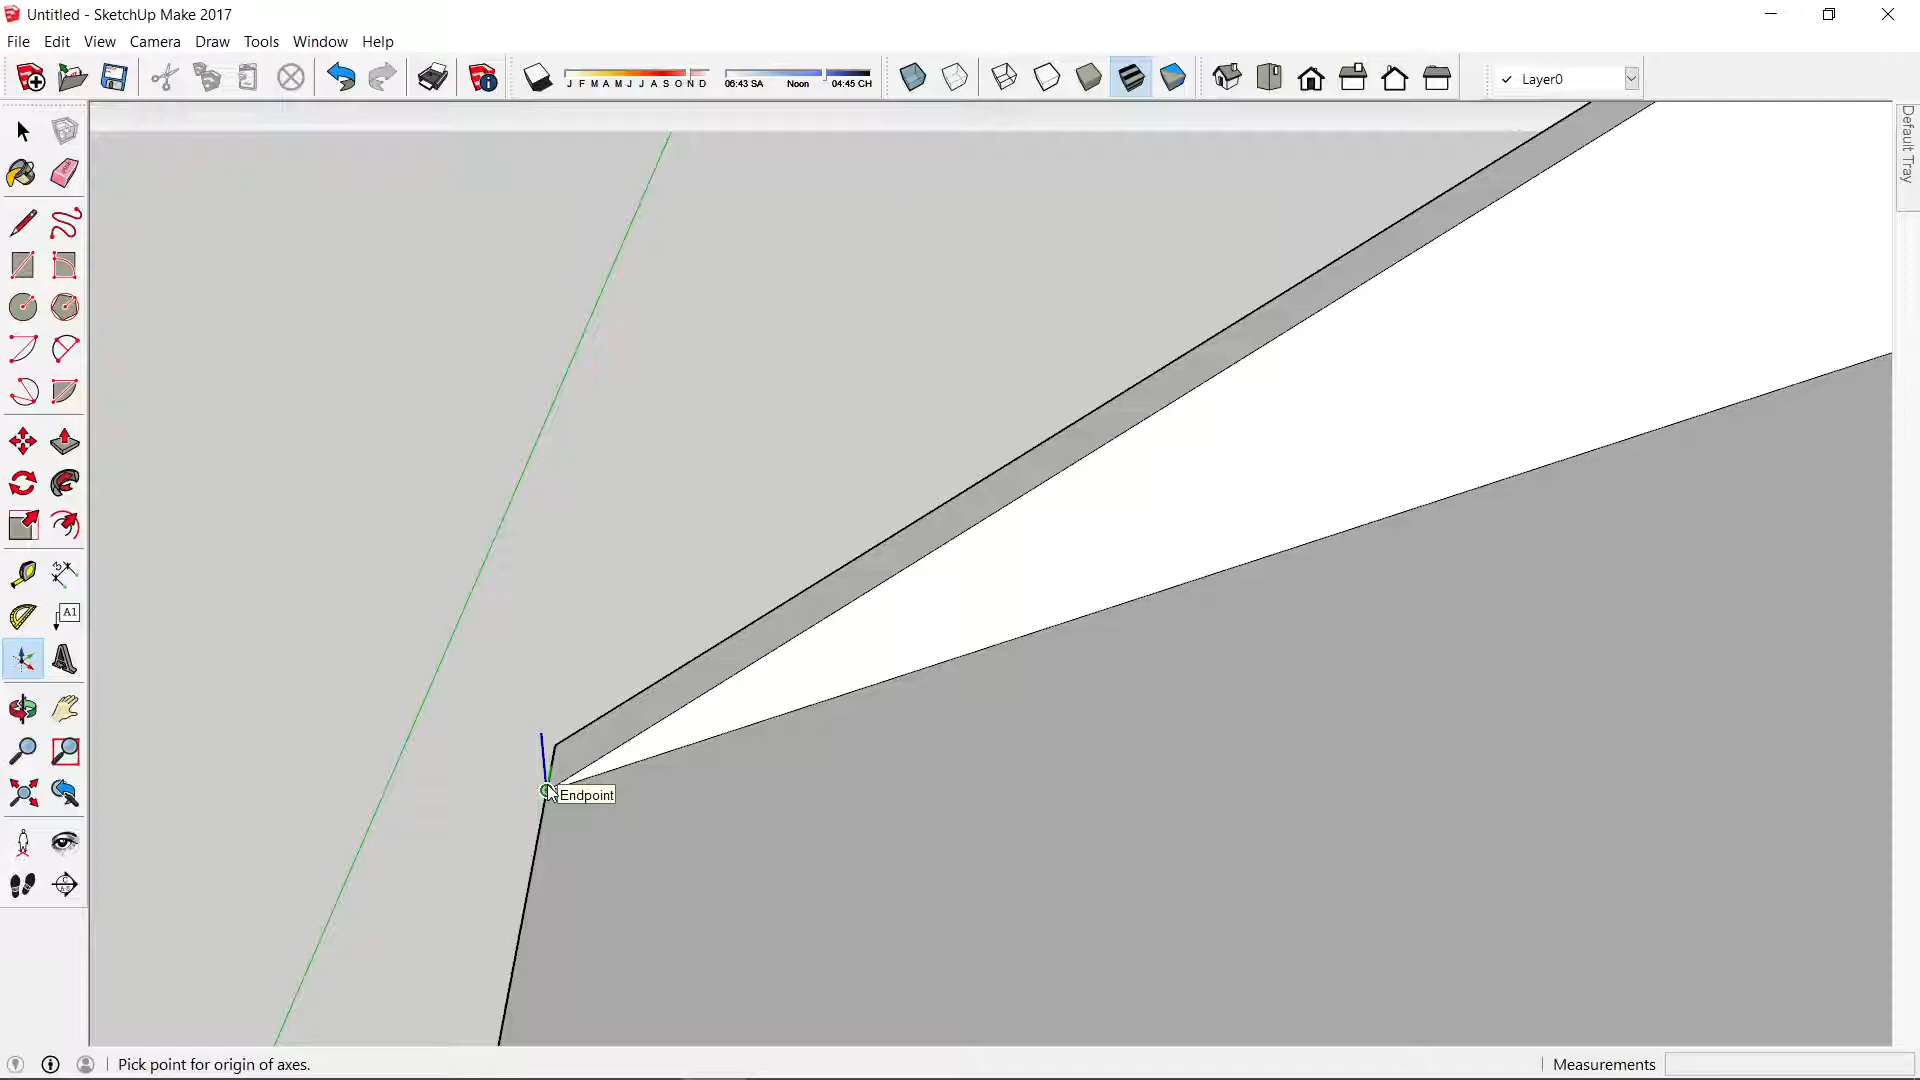 Untitled - SketchUp Make 2017
File Edit View Camera Draw Tools Window Help
J F M A M J J A S O N D
06:43 SA Noon 04:45 CH
Layer0
Default Tray
A1
Endpoint
Pick point for origin of axes.
Measurements